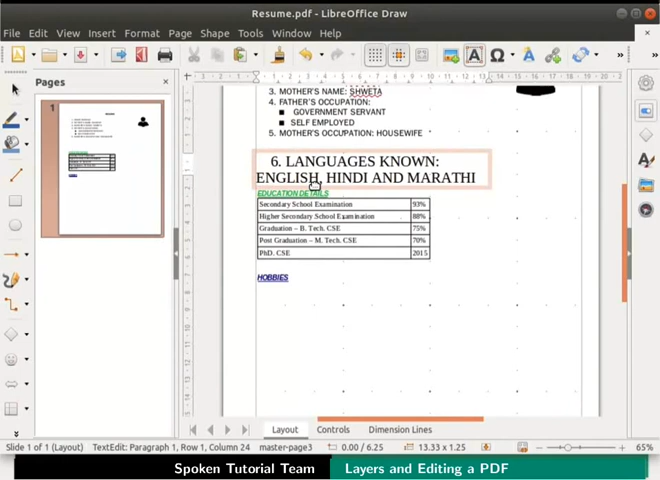 Resume.pdf - LibreOffice Draw
File Edit View Insert Format Page Shape Tools Window Help
Pages
1
3. MOTHER'S NAME: SHWETA
4. FATHER'S OCCUPATION:
GOVERNMENT SERVANT
SELF EMPLOYED
5. MOTHER'S OCCUPATION: HOUSEWIFE
6. LANGUAGES KNOWN:
ENGLISH, HINDI AND MARATHI
EDUCATION DETAILS
Secondary School Examination 93%
Higher Secondary School Examination 88%
Graduation – B. Tech. CSE 75%
Post Graduation – M. Tech. CSE 70%
PhD. CSE 2015
HOBBIES
Layout Controls Dimension Lines
Slide 1 of 1 (Layout) TextEdit: Paragraph 1, Row 1, Column 24 master-page3 0.00 / 6.25 13.33 x 1.25 65%
Spoken Tutorial Team Layers and Editing a PDF